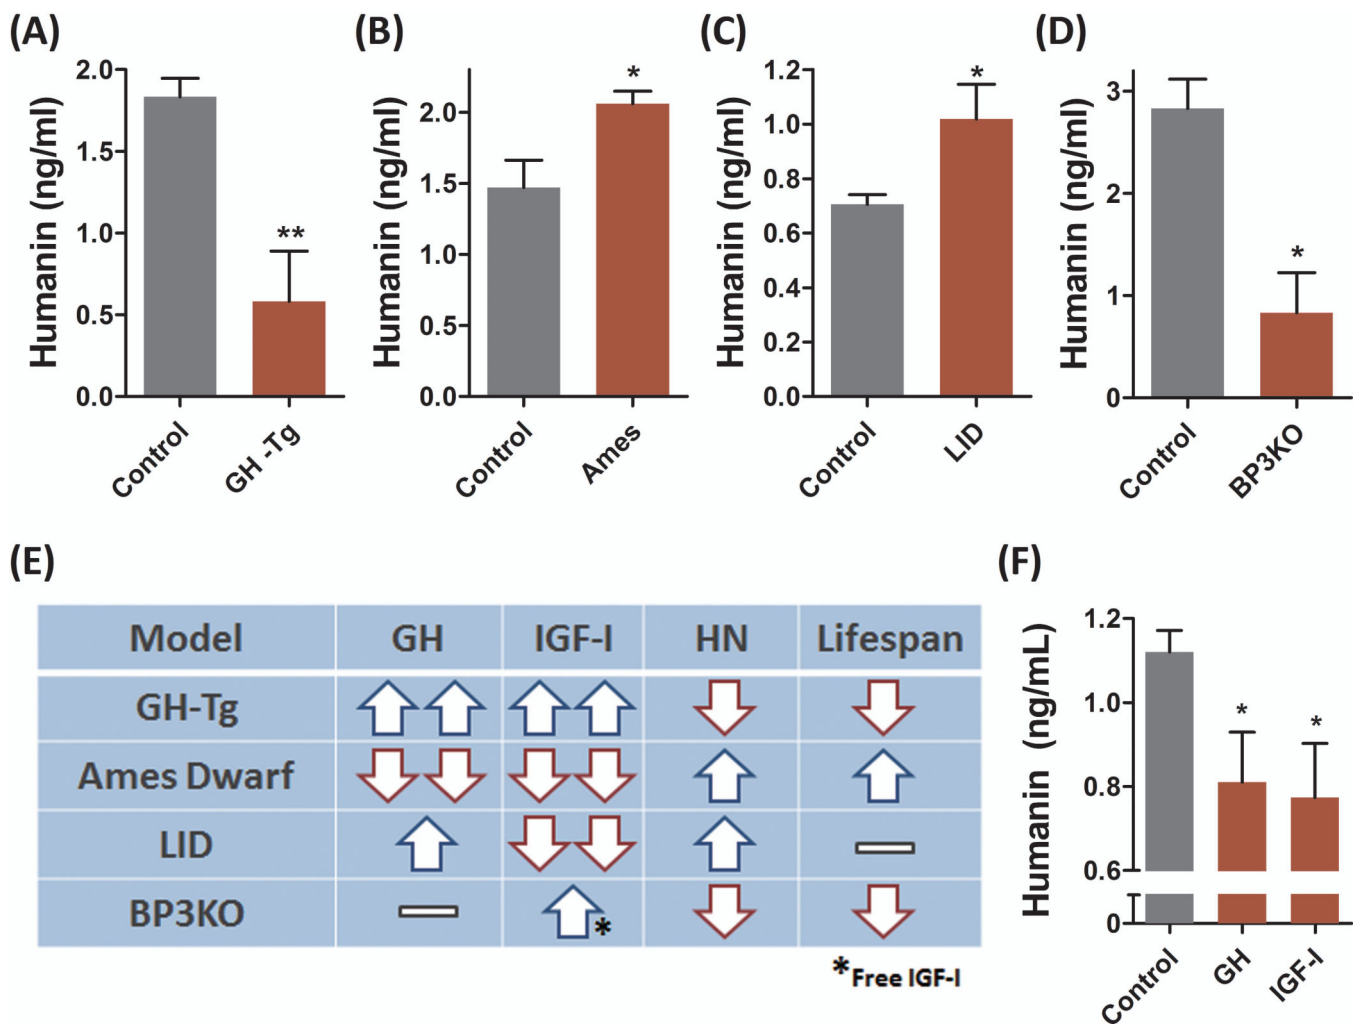 (A)
Humanin (ng/ml)
2.0
1.5
1.0
0.5
0.0
**
Control
GH -Tg
(B)
Humanin (ng/ml)
2.0
1.5
1.0
0.5
0.0
*
Control
Ames
(C)
Humanin (ng/ml)
1.2
1.0
0.8
0.6
0.4
0.2
0.0
*
Control
LID
(D)
Humanin (ng/ml)
3
2
1
0
*
Control
BP3KO
(E)
Model GH IGF-I HN Lifespan
GH-Tg
Ames Dwarf
LID
BP3KO *
*Free IGF-I
(F)
Humanin (ng/mL)
1.2
1.0
0.8
0.6
0
* *
Control
GH
IGF-I